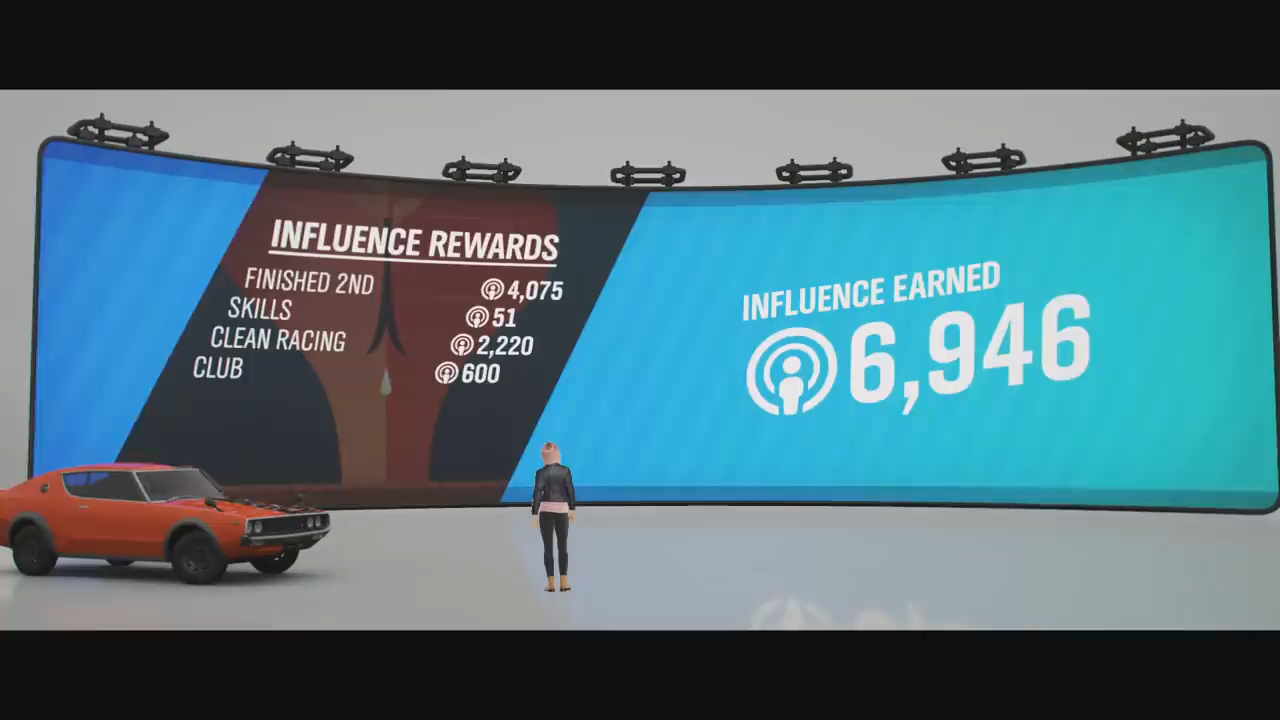 INFLUENCE REWARDS
FINISHED 2ND 4,075
SKILLS 51
CLEAN RACING 2,220
CLUB 600
INFLUENCE EARNED
6,946